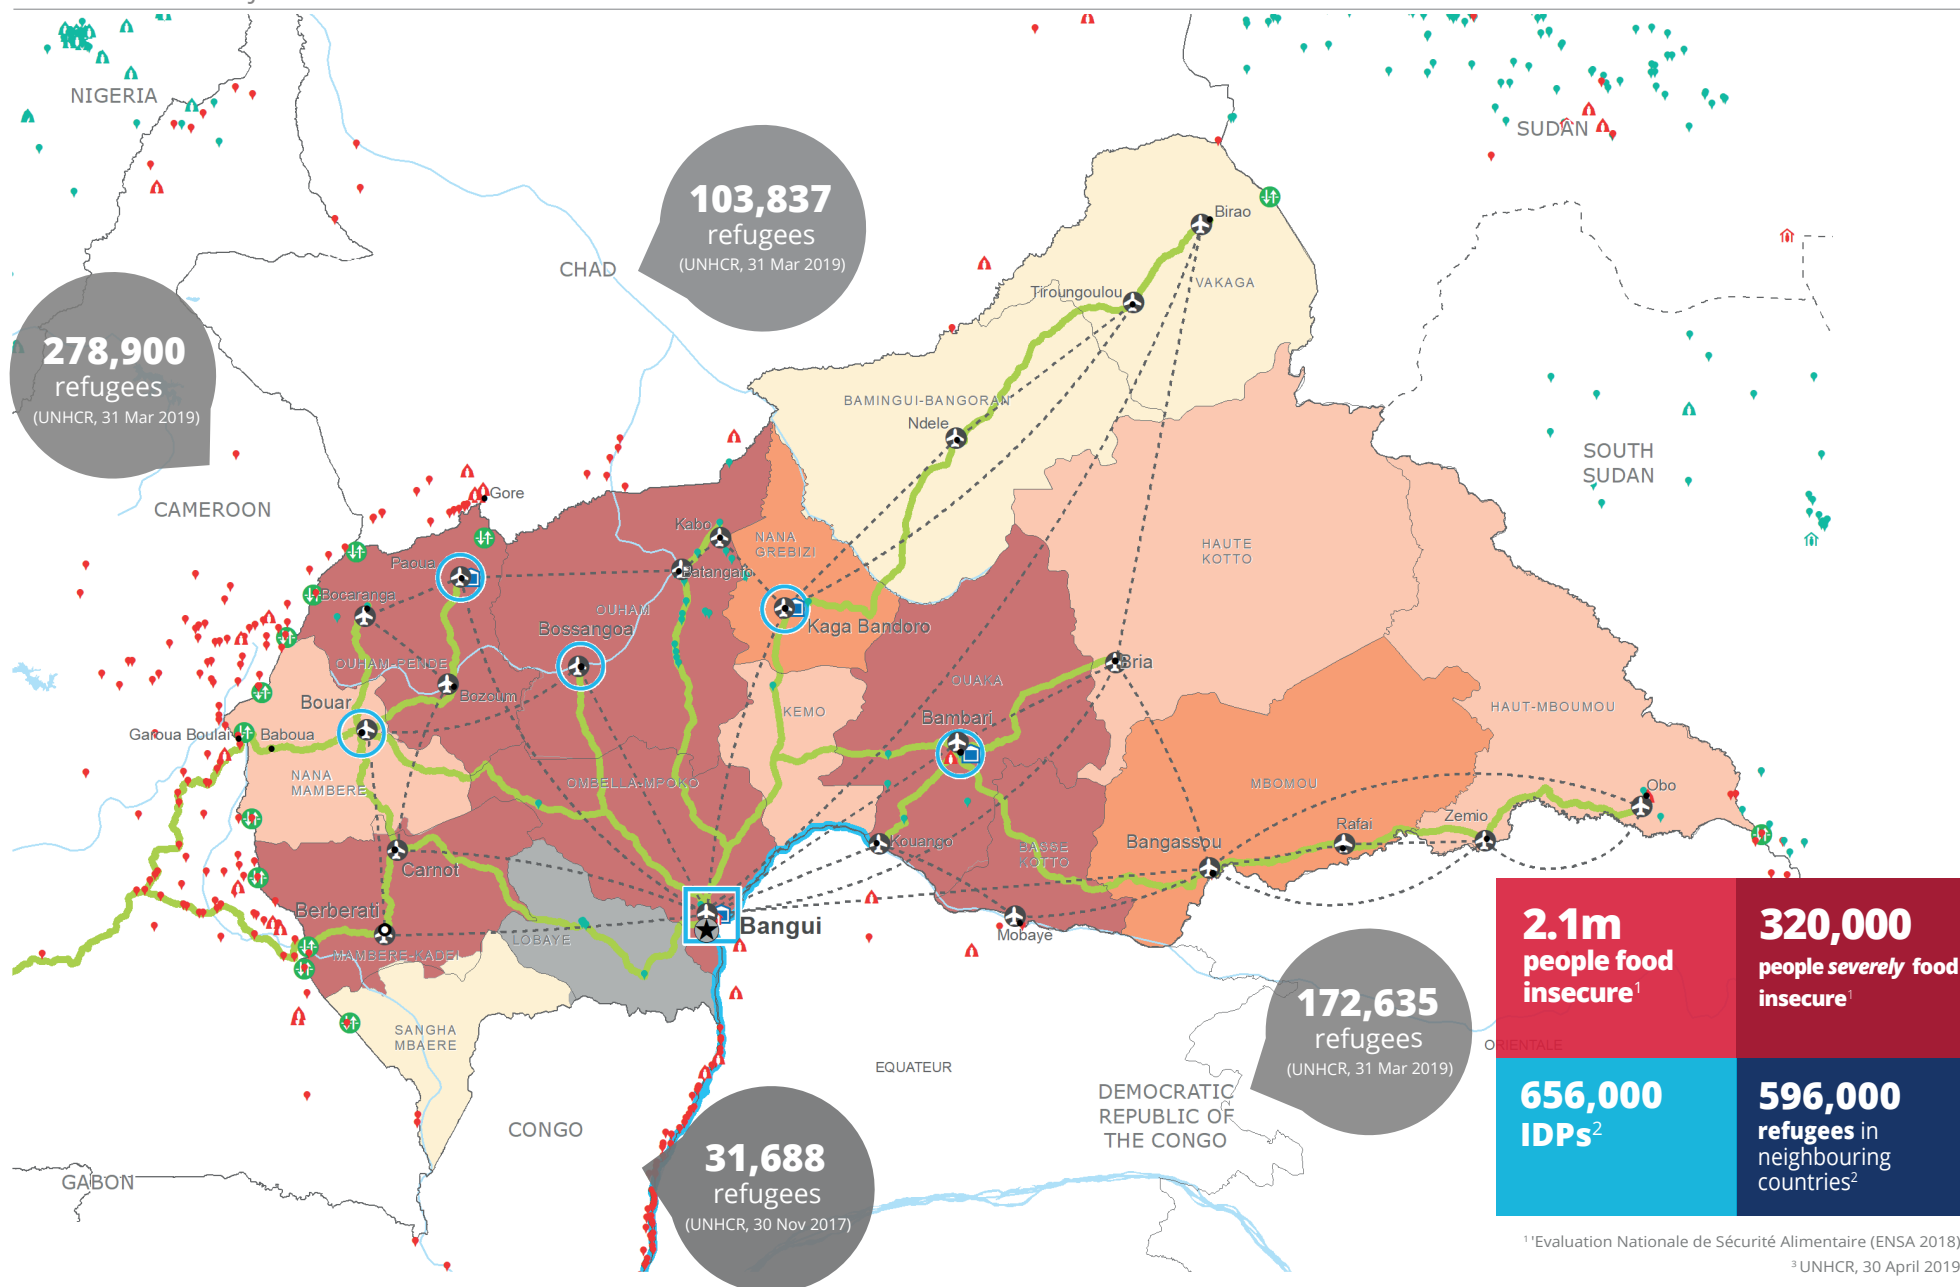 NIGERIA
SUDAN
103,837
refugees
(UNHCR, 31 Mar 2019)
CHAD
Birao
VAKAGA
Tiroungoulou
278,900
refugees
(UNHCR, 31 Mar 2019)
BAMINGUI-BANGORAN
Ndele
SOUTH
SUDAN
CAMEROON
Gore
Kabo
NANA
GREBIZI
HAUTE
KOTTO
Paoua
Batangafo
Bocaranga
OUHAM
Bossangoa
Kaga Bandoro
OUHAM-PENDE
Bria
OUAKA
Bozoum
Bouar
KEMO
Bambari
HAUT-MBOUMOU
Garoua Boulai
Baboua
NANA
MAMBERE
OMBELLA-MPOKO
MBOMOU
Obo
Zemio
Rafai
Kouango
BASSE
KOTTO
Bangassou
Carnot
Berberati
Bangui
LOBAYE
Mobaye
MAMBERE-KADEI
2.1m
people food
insecure1
320,000
people severely food
insecure1
172,635
refugees
(UNHCR, 31 Mar 2019)
SANGHA
MBAERE
ORIENTALE
EQUATEUR
DEMOCRATIC
REPUBLIC OF
THE CONGO
656,000
IDPs2
596,000
refugees in
neighbouring
countries2
CONGO
31,688
refugees
(UNHCR, 30 Nov 2017)
GABON
1 'Evaluation Nationale de Sécurité Alimentaire (ENSA 2018)
3 UNHCR, 30 April 2019